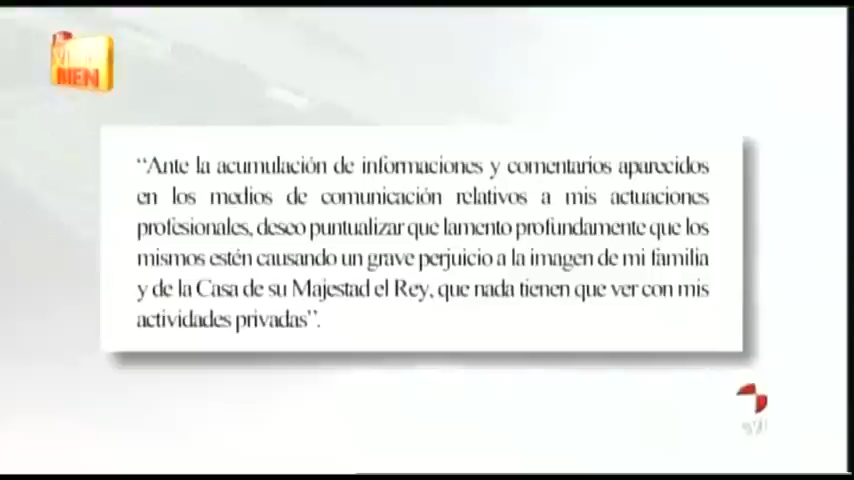 BIEN
“Ante la acumulación de informaciones y comentarios aparecidos
en los medios de comunicación relativos a mis actuaciones
profesionales, deseo puntualizar que lamento profundamente que los
mismos estén causando un grave perjuicio a la imagen de mi familia
y de la Casa de su Majestad el Rey, que nada tienen que ver con mis
actividades privadas”.